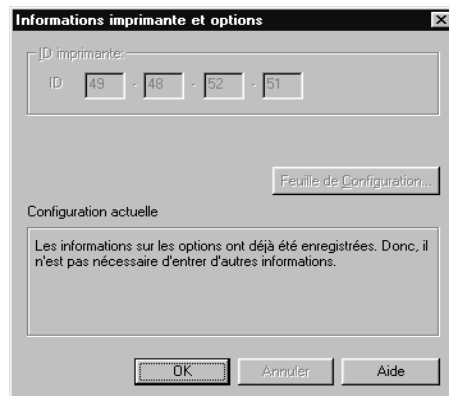 Informations imprimante et options
ID imprimante:
ID 49 - 48 - 52 - 51
Feuille de Configuration...
Configuration actuelle
Les informations sur les options ont déjà été enregistrées. Donc, il
n'est pas nécessaire d'entrer d'autres informations.
OK Annuler Aide